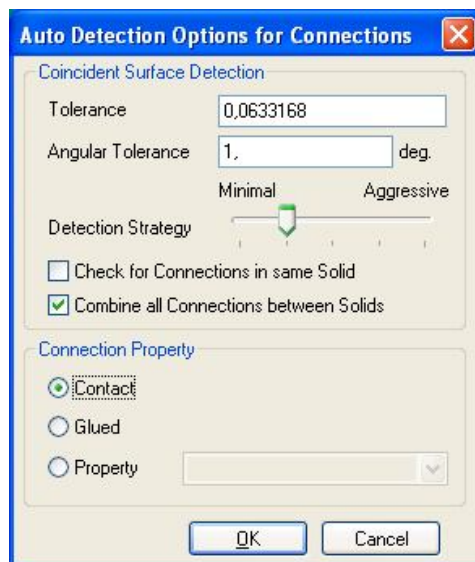 Auto Detection Options for Connections
Coincident Surface Detection
Tolerance 0,0633168
Angular Tolerance 1, deg.
Minimal Aggressive
Detection Strategy
Check for Connections in same Solid
Combine all Connections between Solids
Connection Property
Contact
Glued
Property
OK Cancel